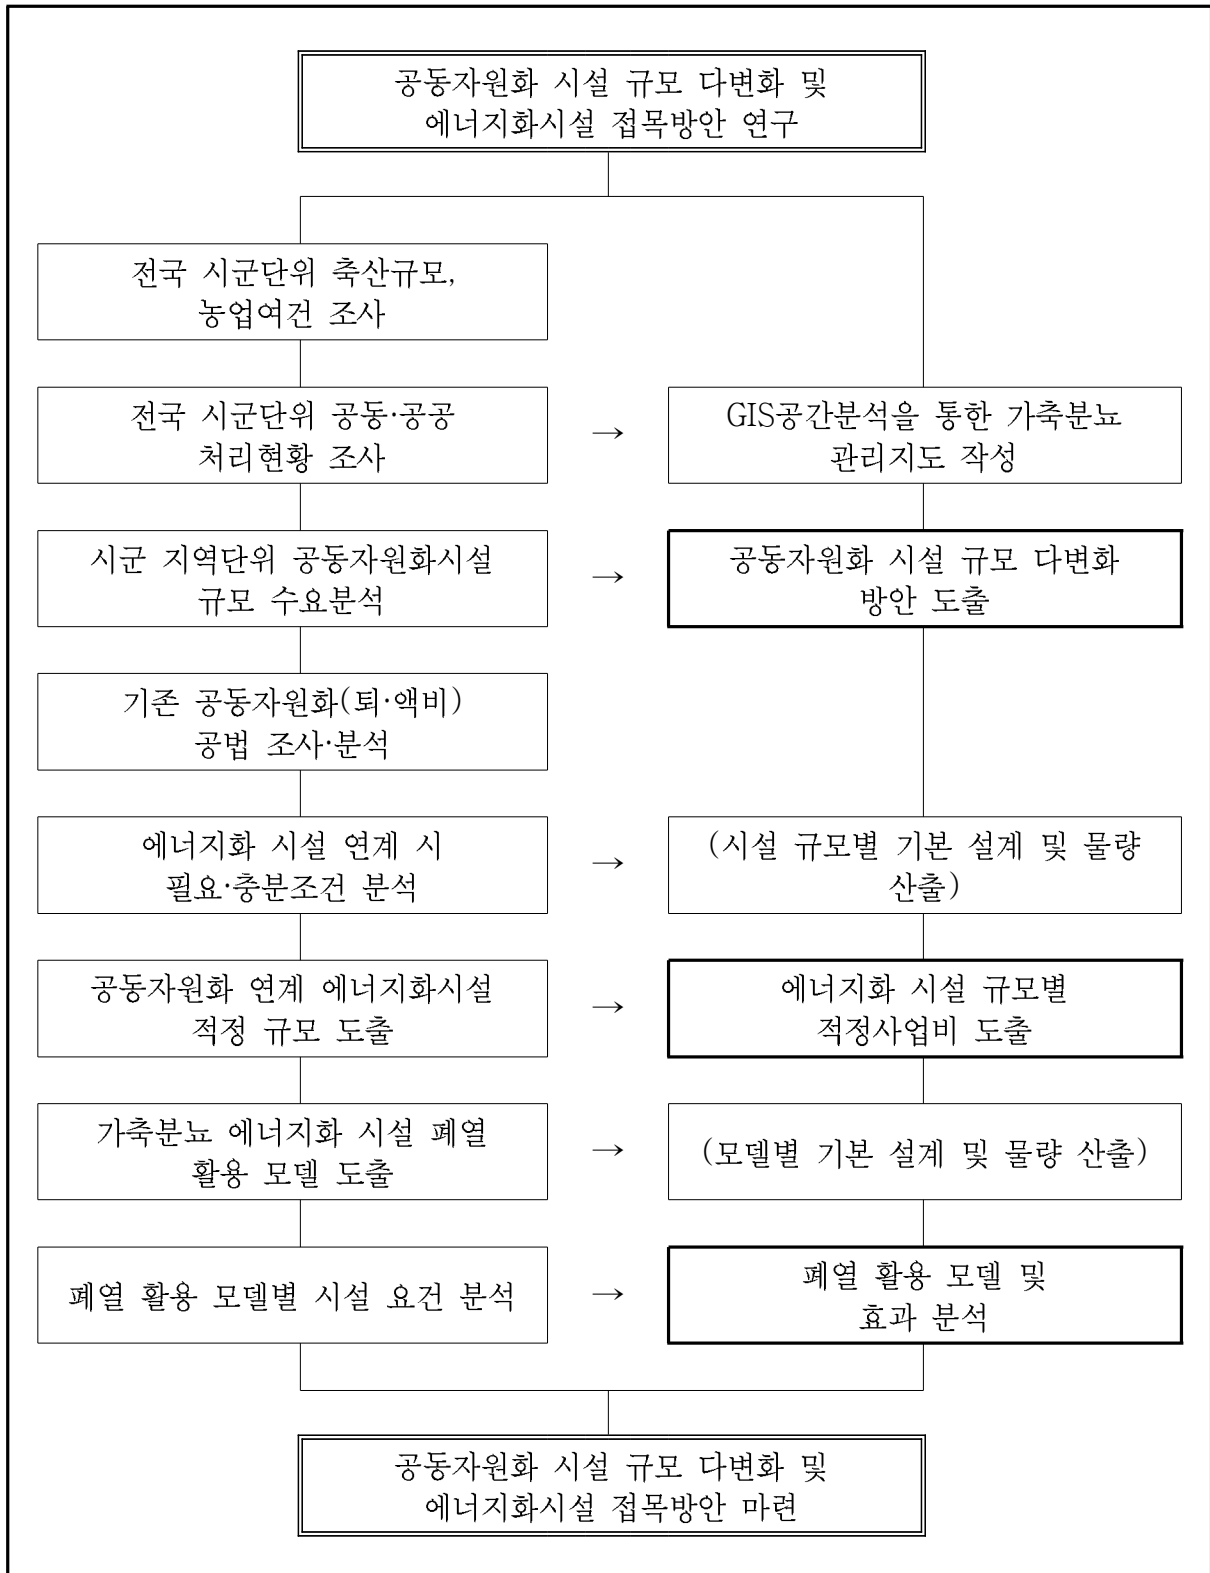 공동자원화 시설 규모 다변화 및
에너지화시설 접목방안 연구
전국 시군단위 축산규모,
농업여건 조사
전국 시군단위 공동·공공
처리현황 조사
→
GIS공간분석을 통한 가축분뇨
관리지도 작성
시군 지역단위 공동자원화시설
규모 수요분석
→
공동자원화 시설 규모 다변화
방안 도출
기존 공동자원화(퇴·액비)
공법 조사·분석
에너지화 시설 연계 시
필요·충분조건 분석
→
(시설 규모별 기본 설계 및 물량
산출)
공동자원화 연계 에너지화시설
적정 규모 도출
→
에너지화 시설 규모별
적정사업비 도출
가축분뇨 에너지화 시설 폐열
활용 모델 도출
→
(모델별 기본 설계 및 물량 산출)
폐열 활용 모델별 시설 요건 분석
→
폐열 활용 모델 및
효과 분석
공동자원화 시설 규모 다변화 및
에너지화시설 접목방안 마련